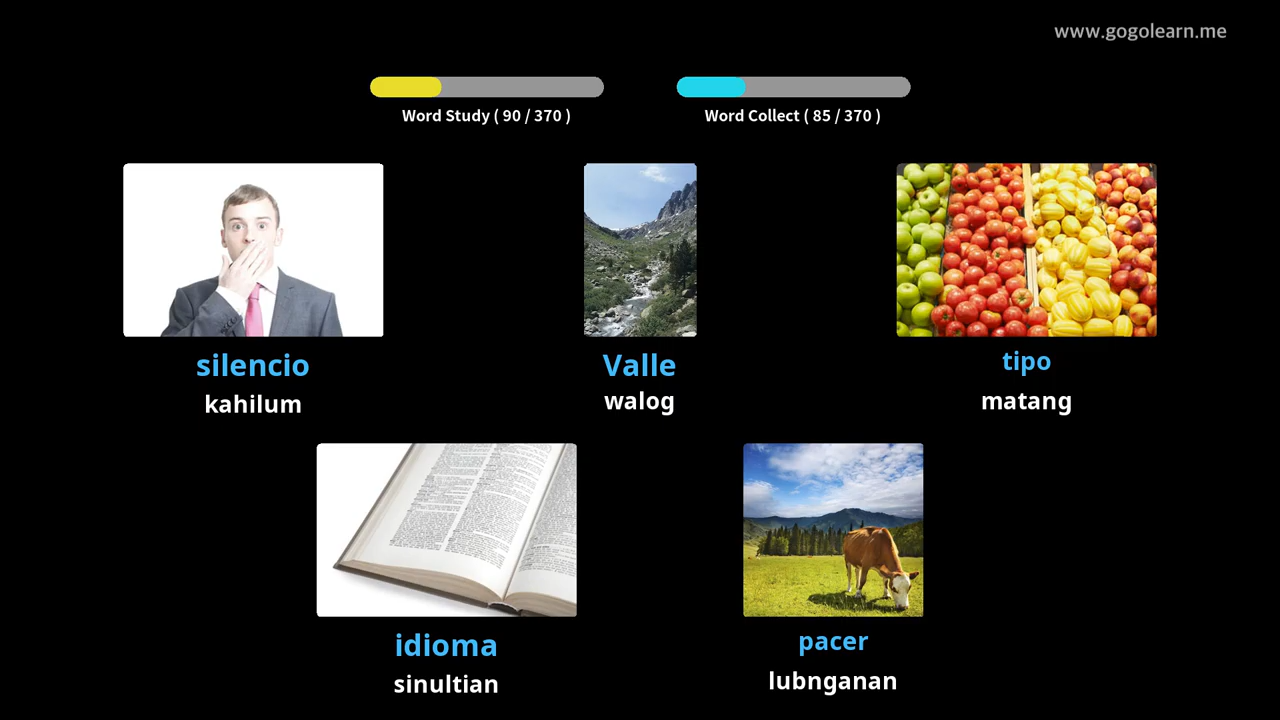 www.gogolearn.me
Word Study ( 90 / 370 )
Word Collect ( 85 / 370 )
silencio
kahilum
Valle
walog
tipo
matang
idioma
sinultian
pacer
lubnganan